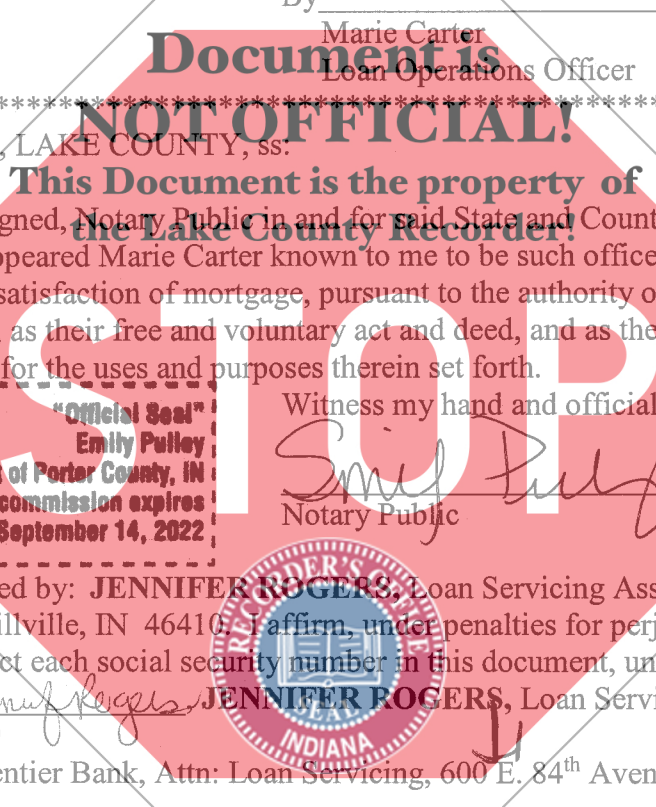 By
Marie Carter
Document is
Loan Operations Officer
********************************************
NOT OFFICIAL!
, LAKE COUNTY, ss:
This Document is the property of
gned, Notary Public in and for said State and Count
the Lake County Recorder!
ppeared Marie Carter known to me to be such office
satisfaction of mortgage, pursuant to the authority o
as their free and voluntary act and deed, and as the
for the uses and purposes therein set forth.
STOP
"Official Seal"
Emily Pulley
of Porter County, IN
commission expires
September 14, 2022
Witness my hand and official
Emily Pulley
Notary Public
ed by: JENNIFER ROGERS, Loan Servicing Ass
illville, IN 46410. I affirm, under penalties for perj
ct each social security number in this document, un
JENNIFER ROGERS, Loan Servi
RECORDER'S OFFICE
SEAL
INDIANA
entier Bank, Attn: Loan Servicing, 600 E. 84th Aven